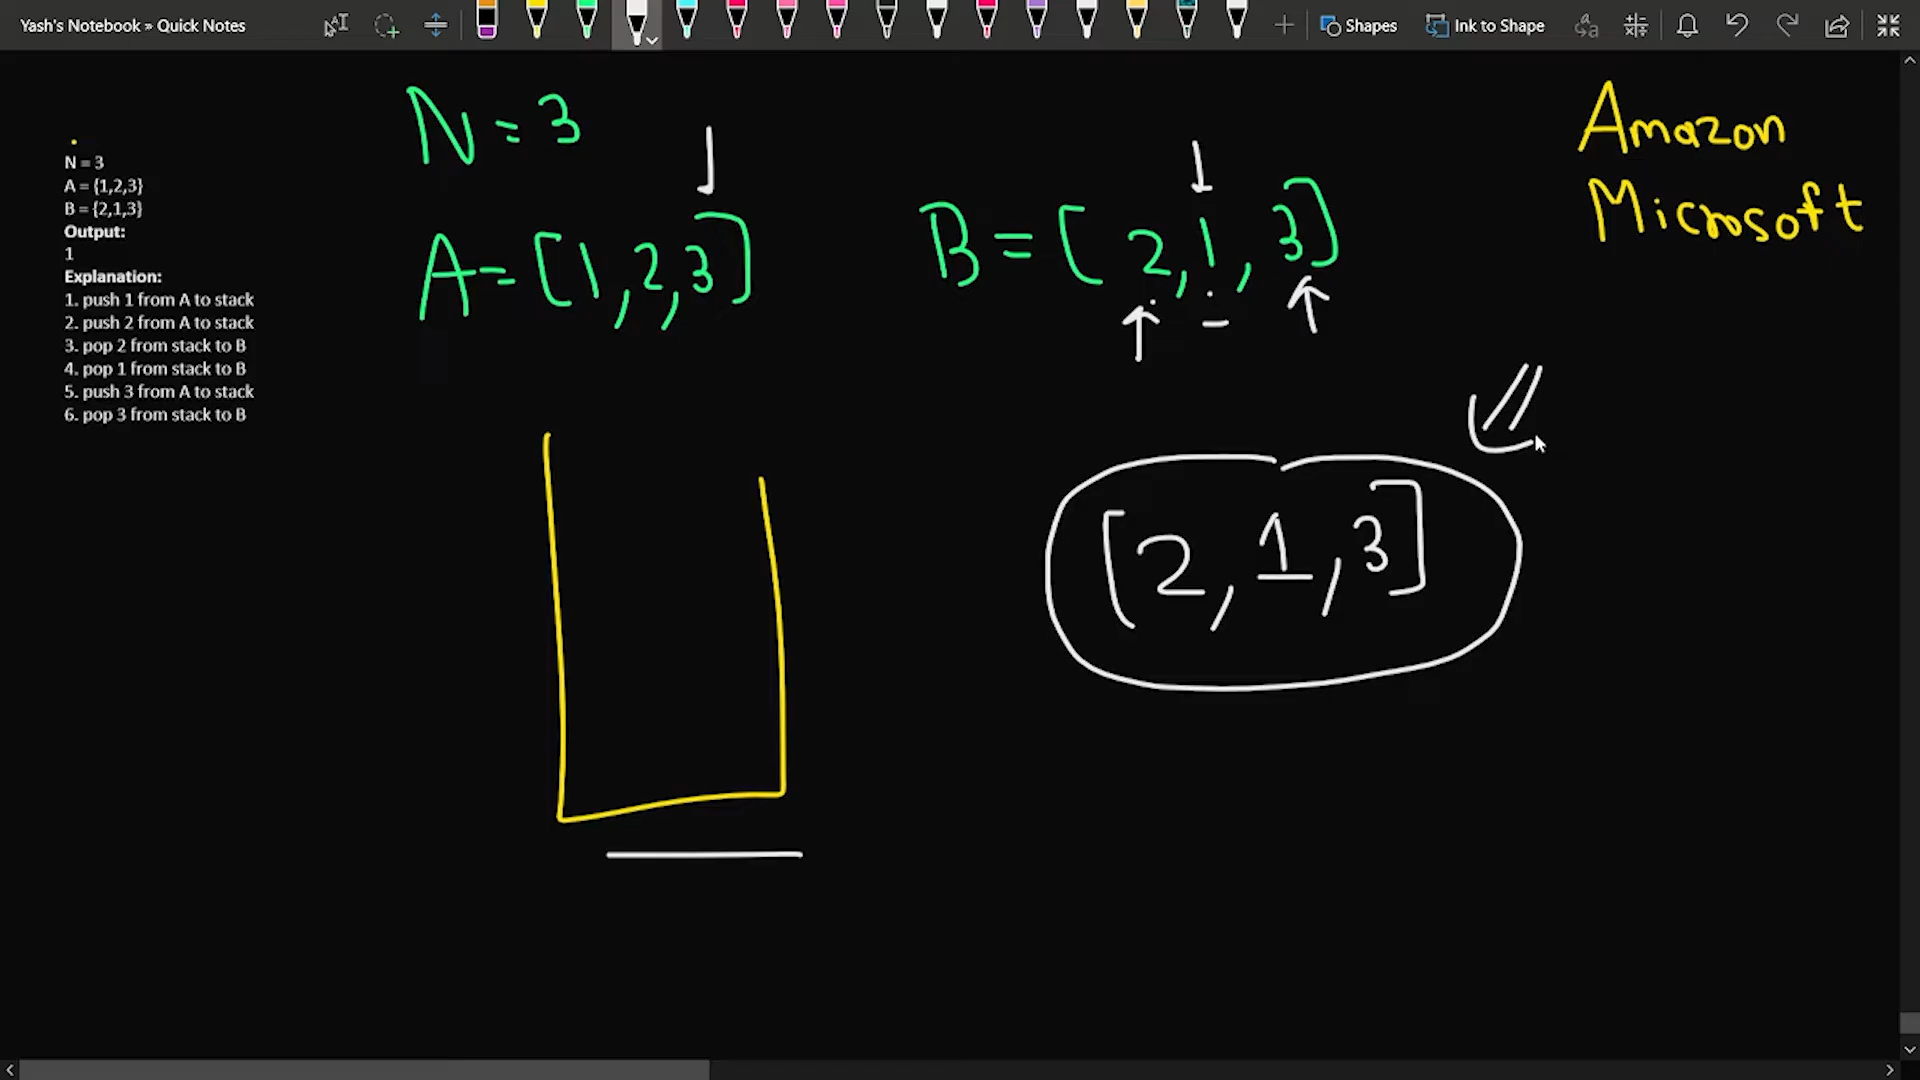 Yash's Notebook » Quick Notes
Shapes
Ink to Shape
N = 3
A = {1,2,3}
B = {2,1,3}
Output:
1
Explanation:
1. push 1 from A to stack
2. push 2 from A to stack
3. pop 2 from stack to B
4. pop 1 from stack to B
5. push 3 from A to stack
6. pop 3 from stack to B
N = 3
A = [1,2,3]
B = [2,1,3]
Amazon
Microsoft
[2,1,3]